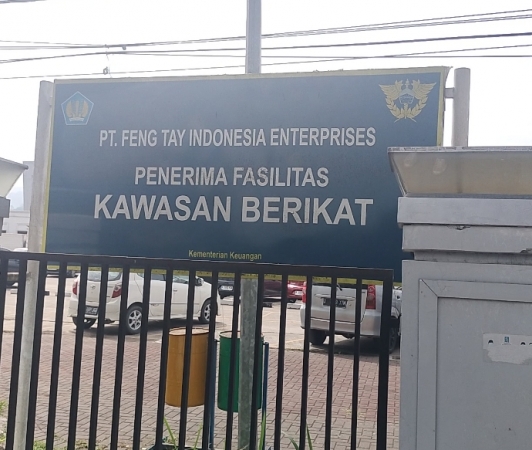 PT. FENG TAY INDONESIA ENTERPRISES
PENERIMA FASILITAS
KAWASAN BERIKAT
Kementerian Keuangan